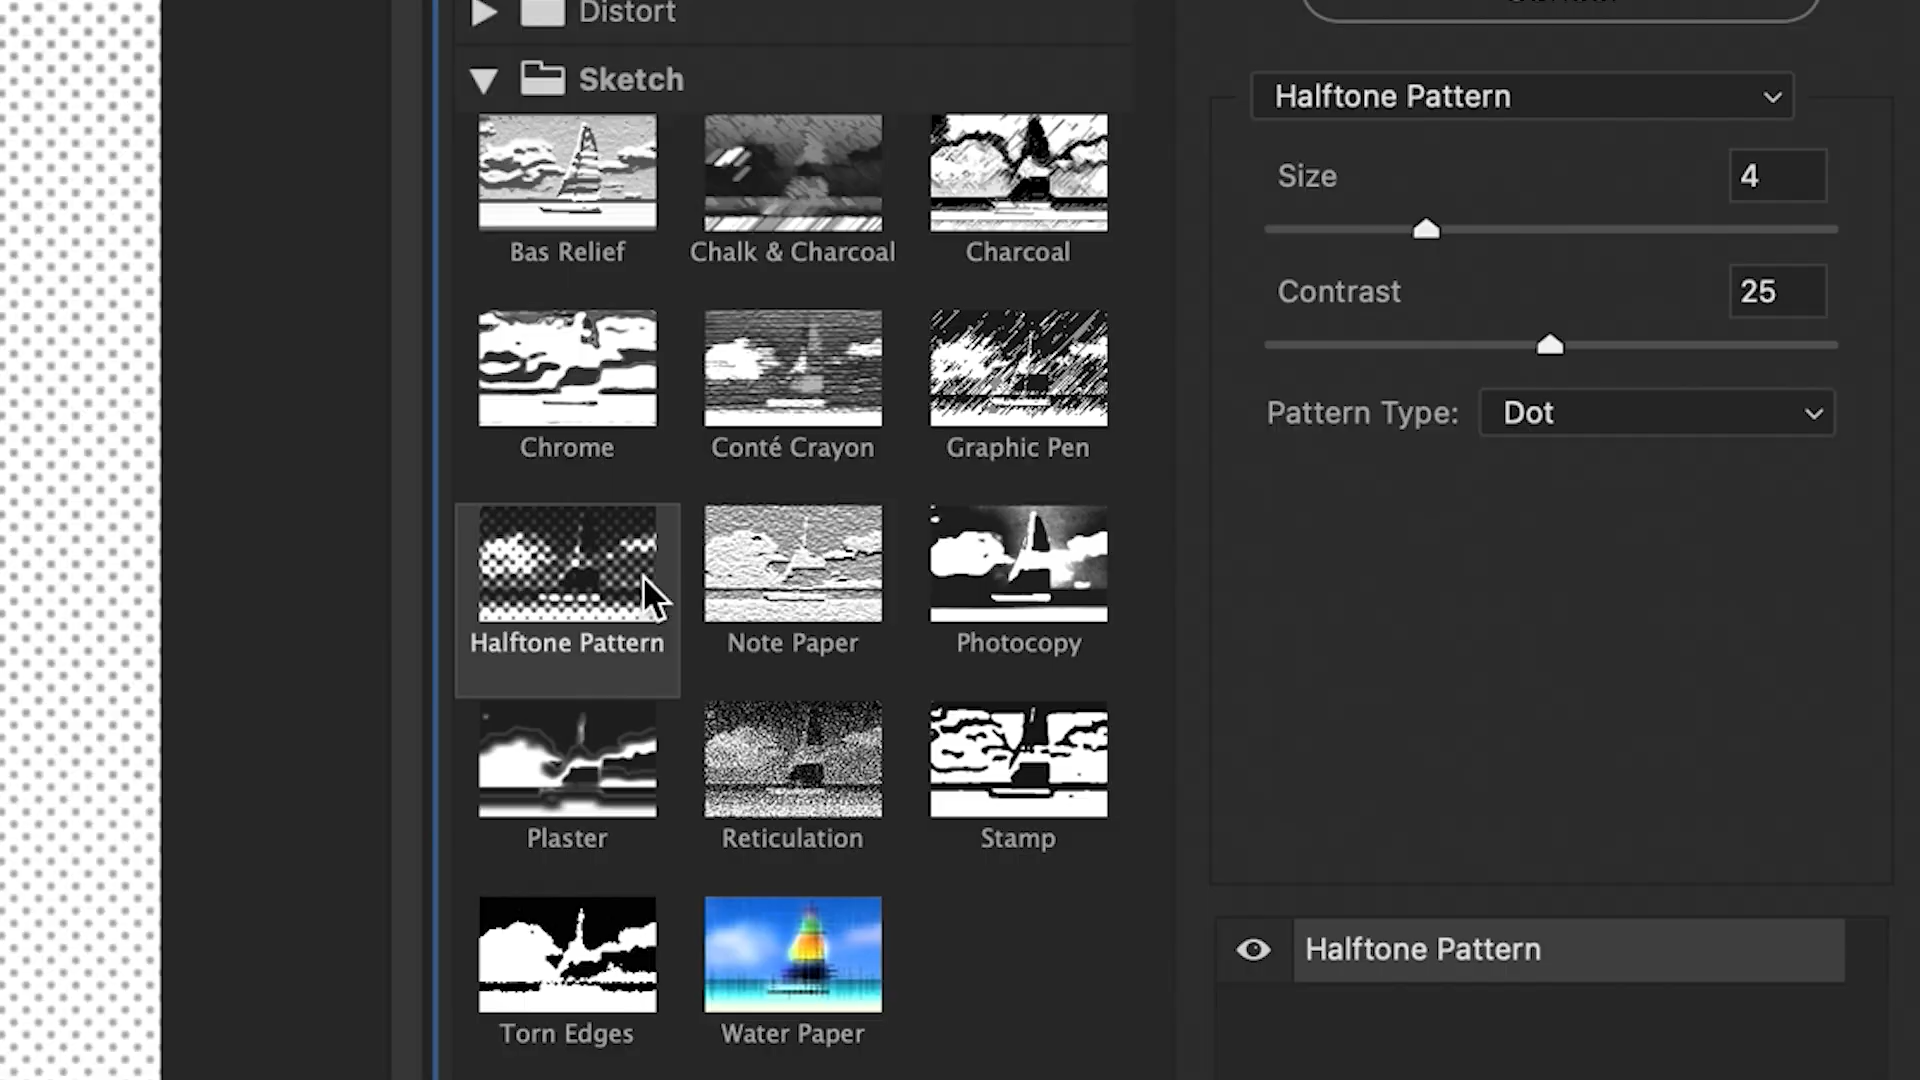 Distort
Sketch
Bas Relief
Chalk & Charcoal
Charcoal
Chrome
Conté Crayon
Graphic Pen
Halftone Pattern
Note Paper
Photocopy
Plaster
Reticulation
Stamp
Torn Edges
Water Paper
Halftone Pattern
Size
4
Contrast
25
Pattern Type:
Dot
Halftone Pattern